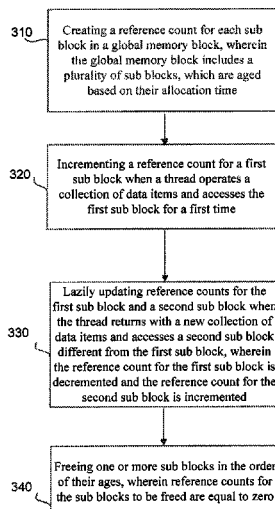 310
Creating a reference count for each sub
block in a global memory block, wherein
the global memory block includes a
plurality of sub blocks, which are aged
based on their allocation time
320
Incrementing a reference count for a first
sub block when a thread operates a
collection of data items and accesses the
first sub block for a first time
330
Lazily updating reference counts for the
first sub block and a second sub block when
the thread returns with a new collection of
data items and accesses a second sub block
different from the first sub block, wherein
the reference count for the first sub block is
decremented and the reference count for the
second sub block is incremented
340
Freeing one or more sub blocks in the order
of their ages, wherein reference counts for
the sub blocks to be freed are equal to zero